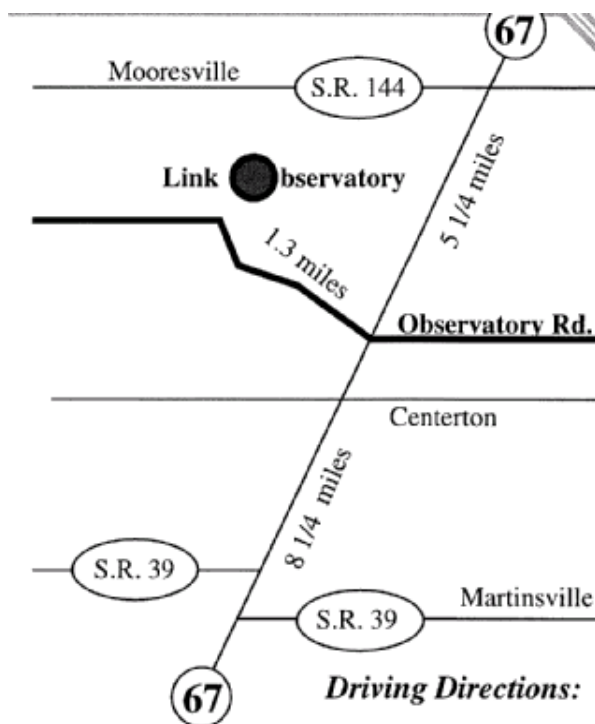 67
Mooresville
S.R. 144
Link bservatory
5 1/4 miles
1.3 miles
Observatory Rd.
Centerton
8 1/4 miles
S.R. 39
Martinsville
S.R. 39
67
Driving Directions: